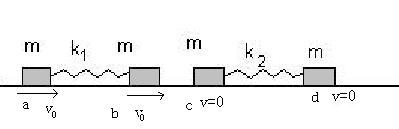 m k₁ m m k₂ m
a v₀ b v₀ c v=0 d v=0